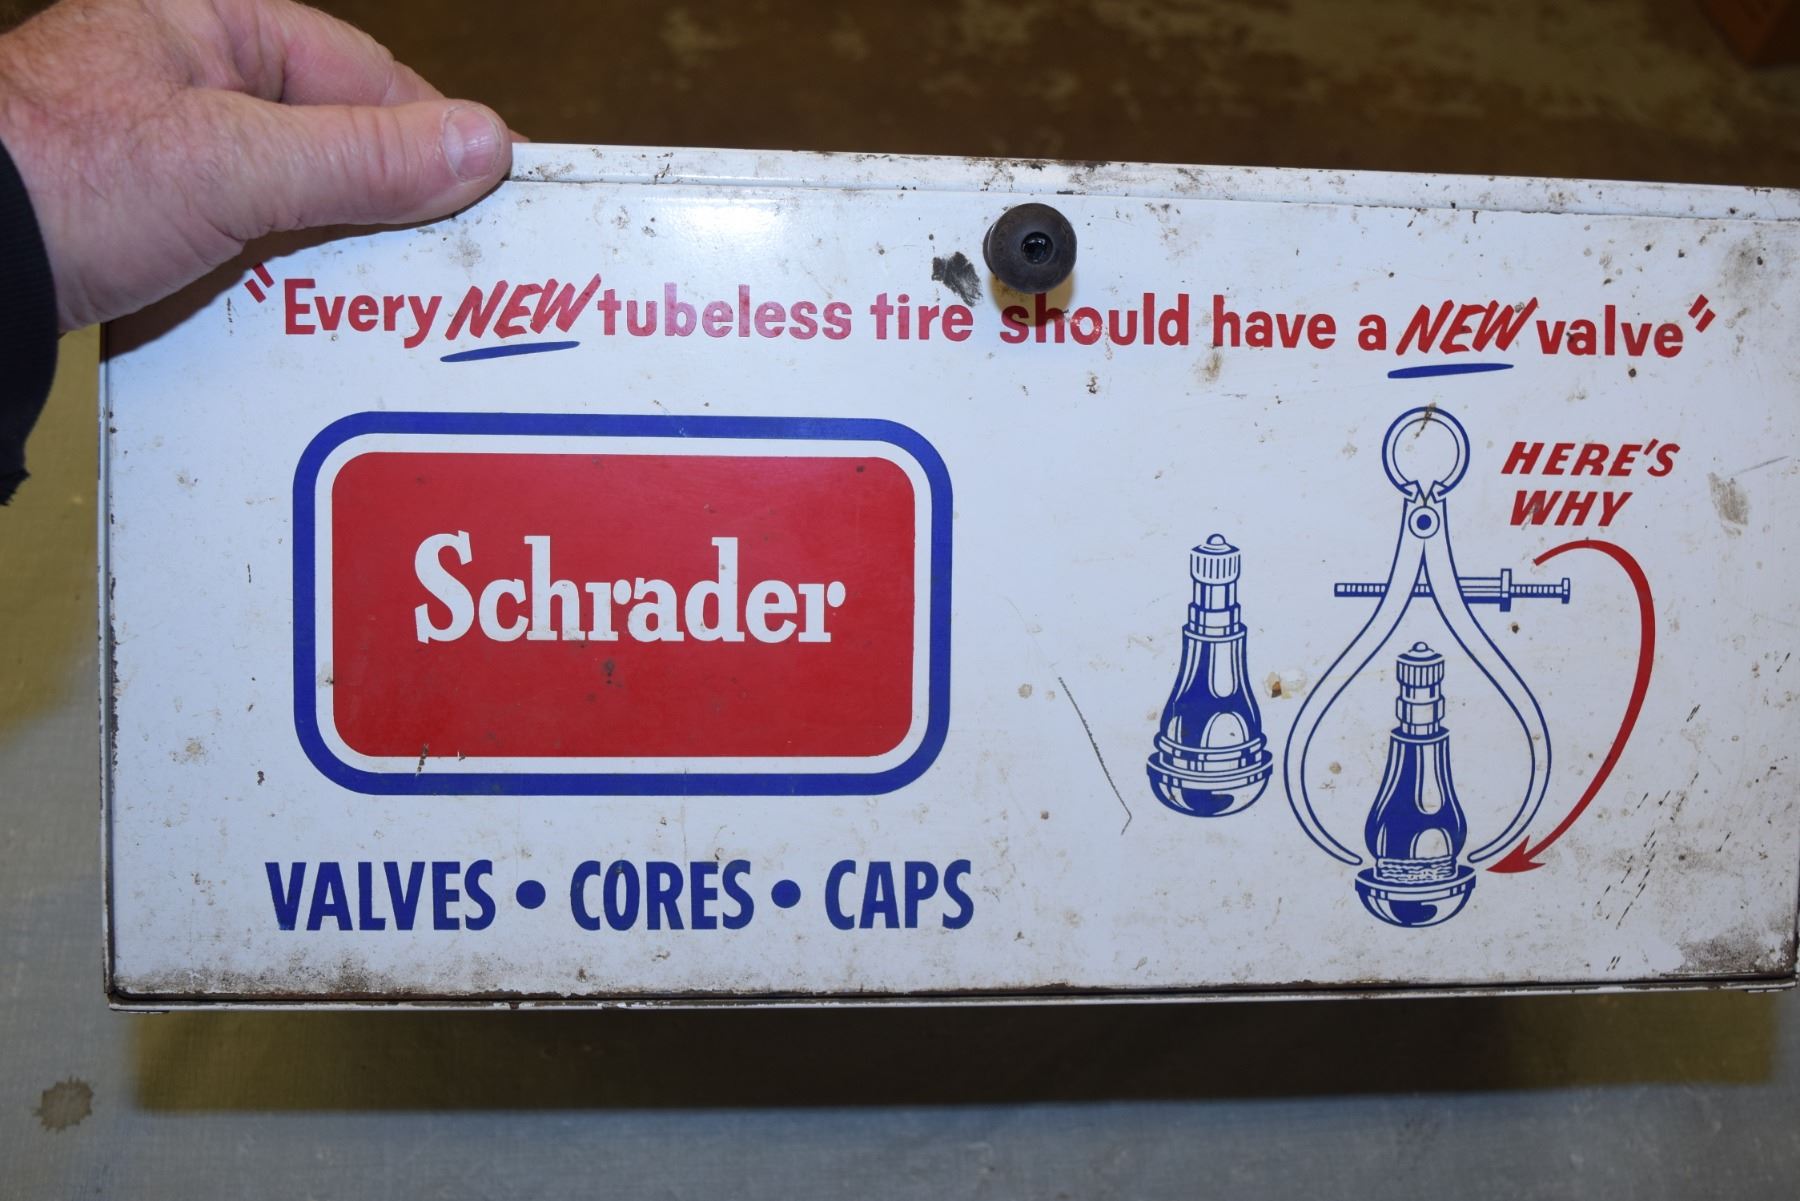 "Every NEW tubeless tire should have a NEW valve"
HERE'S
WHY
Schrader
VALVES • CORES • CAPS